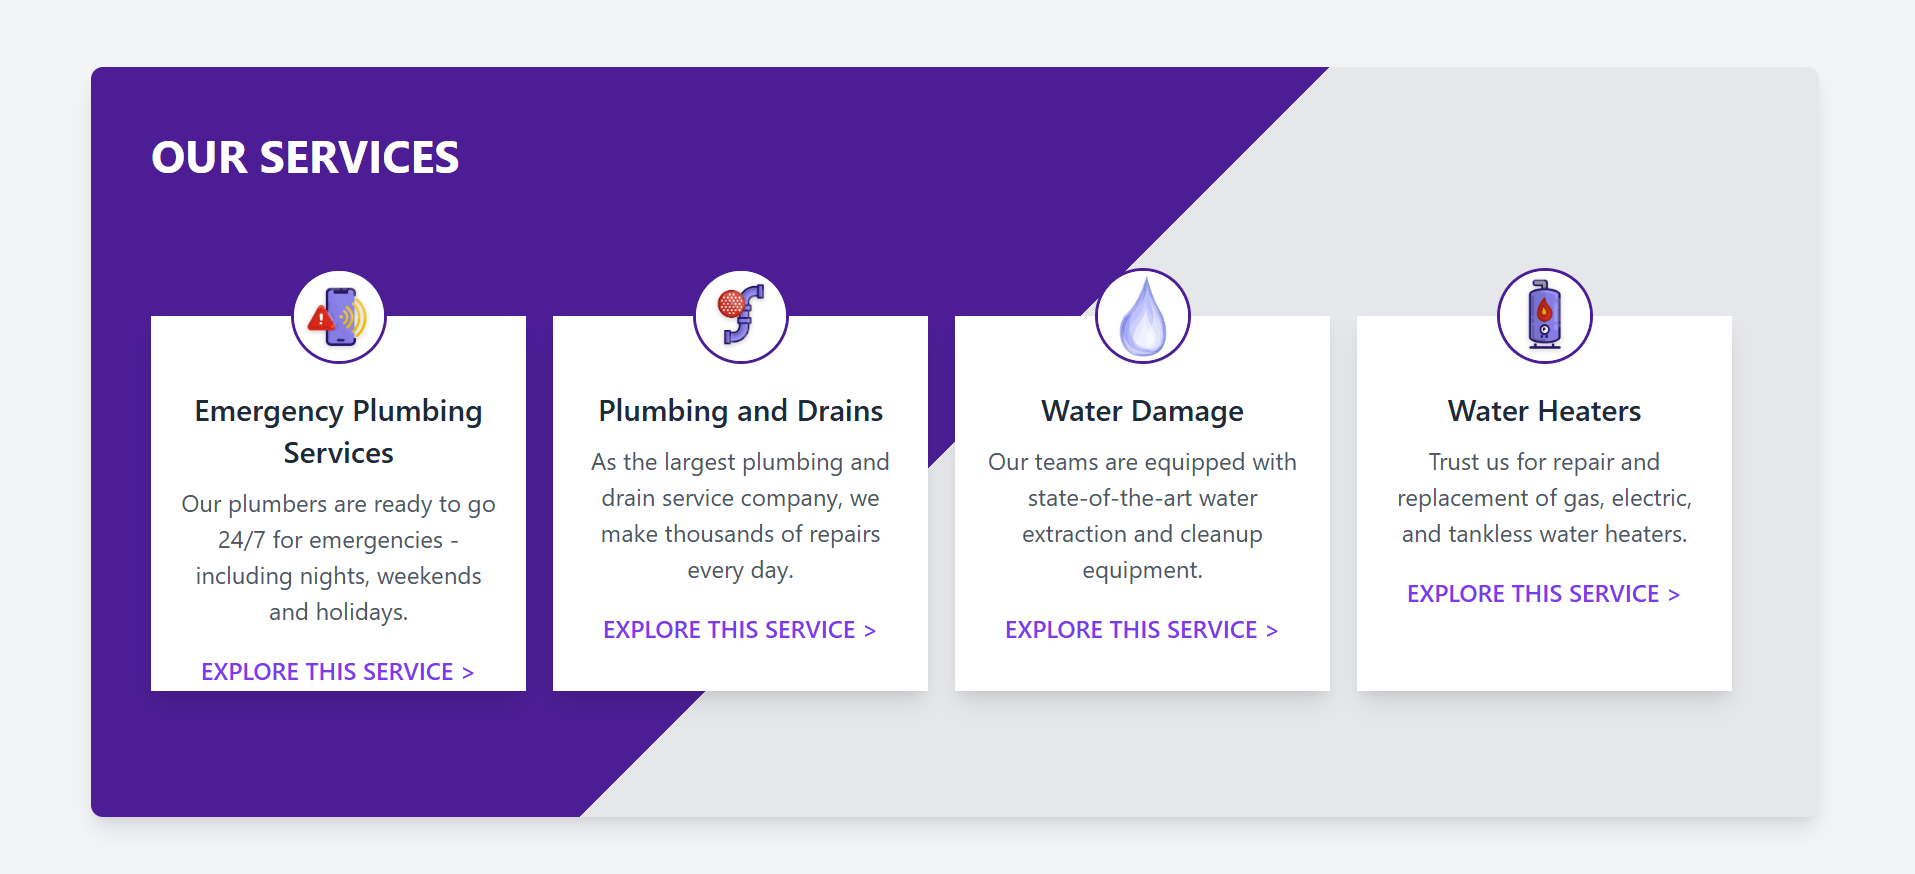 OUR SERVICES
Emergency Plumbing
Services
Our plumbers are ready to go
24/7 for emergencies -
including nights, weekends
and holidays.
EXPLORE THIS SERVICE >
Plumbing and Drains
As the largest plumbing and
drain service company, we
make thousands of repairs
every day.
EXPLORE THIS SERVICE >
Water Damage
Our teams are equipped with
state-of-the-art water
extraction and cleanup
equipment.
EXPLORE THIS SERVICE >
Water Heaters
Trust us for repair and
replacement of gas, electric,
and tankless water heaters.
EXPLORE THIS SERVICE >